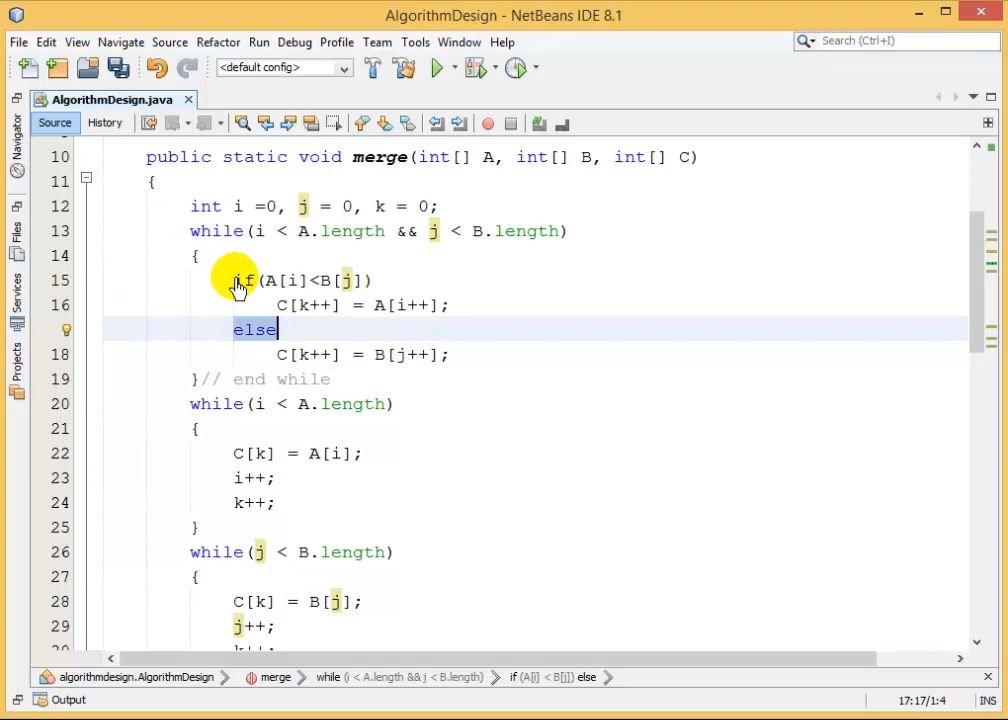 AlgorithmDesign - NetBeans IDE 8.1
File Edit View Navigate Source Refactor Run Debug Profile Team Tools Window Help
Search (Ctrl+I)
<default config>
AlgorithmDesign.java
Source History
10 public static void merge(int[] A, int[] B, int[] C)
11 {
12 int i =0, j = 0, k = 0;
13 while(i < A.length && j < B.length)
14 {
15 if(A[i]<B[j])
16 C[k++] = A[i++];
else
18 C[k++] = B[j++];
19 }// end while
20 while(i < A.length)
21 {
22 C[k] = A[i];
23 i++;
24 k++;
25 }
26 while(j < B.length)
27 {
28 C[k] = B[j];
29 j++;
Navigator
Files
Services
Projects
algorithmdesign.AlgorithmDesign merge while (i < A.length && j < B.length) if (A[i] < B[j]) else
Output
17:17/1:4 INS